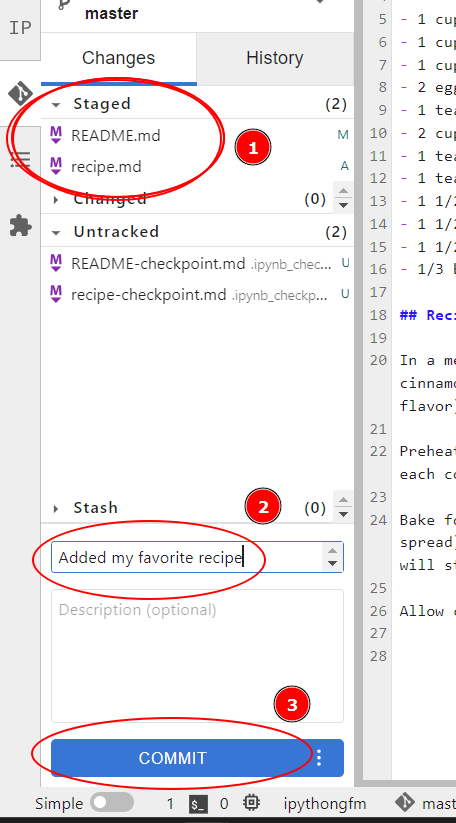 IP
master
Changes
History
Staged (2)
README.md M
recipe.md A
1
Changed (0)
Untracked (2)
README-checkpoint.md .ipynb_chec... U
recipe-checkpoint.md .ipynb_checkp... U
Stash (0)
2
Added my favorite recipe
Description (optional)
3
COMMIT
Simple 1 $_ 0 ipythongfm mast
5 - 1 cup
6 - 1 cup
7 - 1 cup
8 - 2 egg
9 - 1 tea
10 - 2 cup
11 - 1 tea
12 - 1 tea
13 - 1 1/2
14 - 1 1/2
15 - 1 1/2
16 - 1/3
17
18 ## Rec
19
20 In a me
cinnamo
flavor)
21
22 Preheat
each co
23
24 Bake fo
spread)
will st
25
26 Allow
27
28